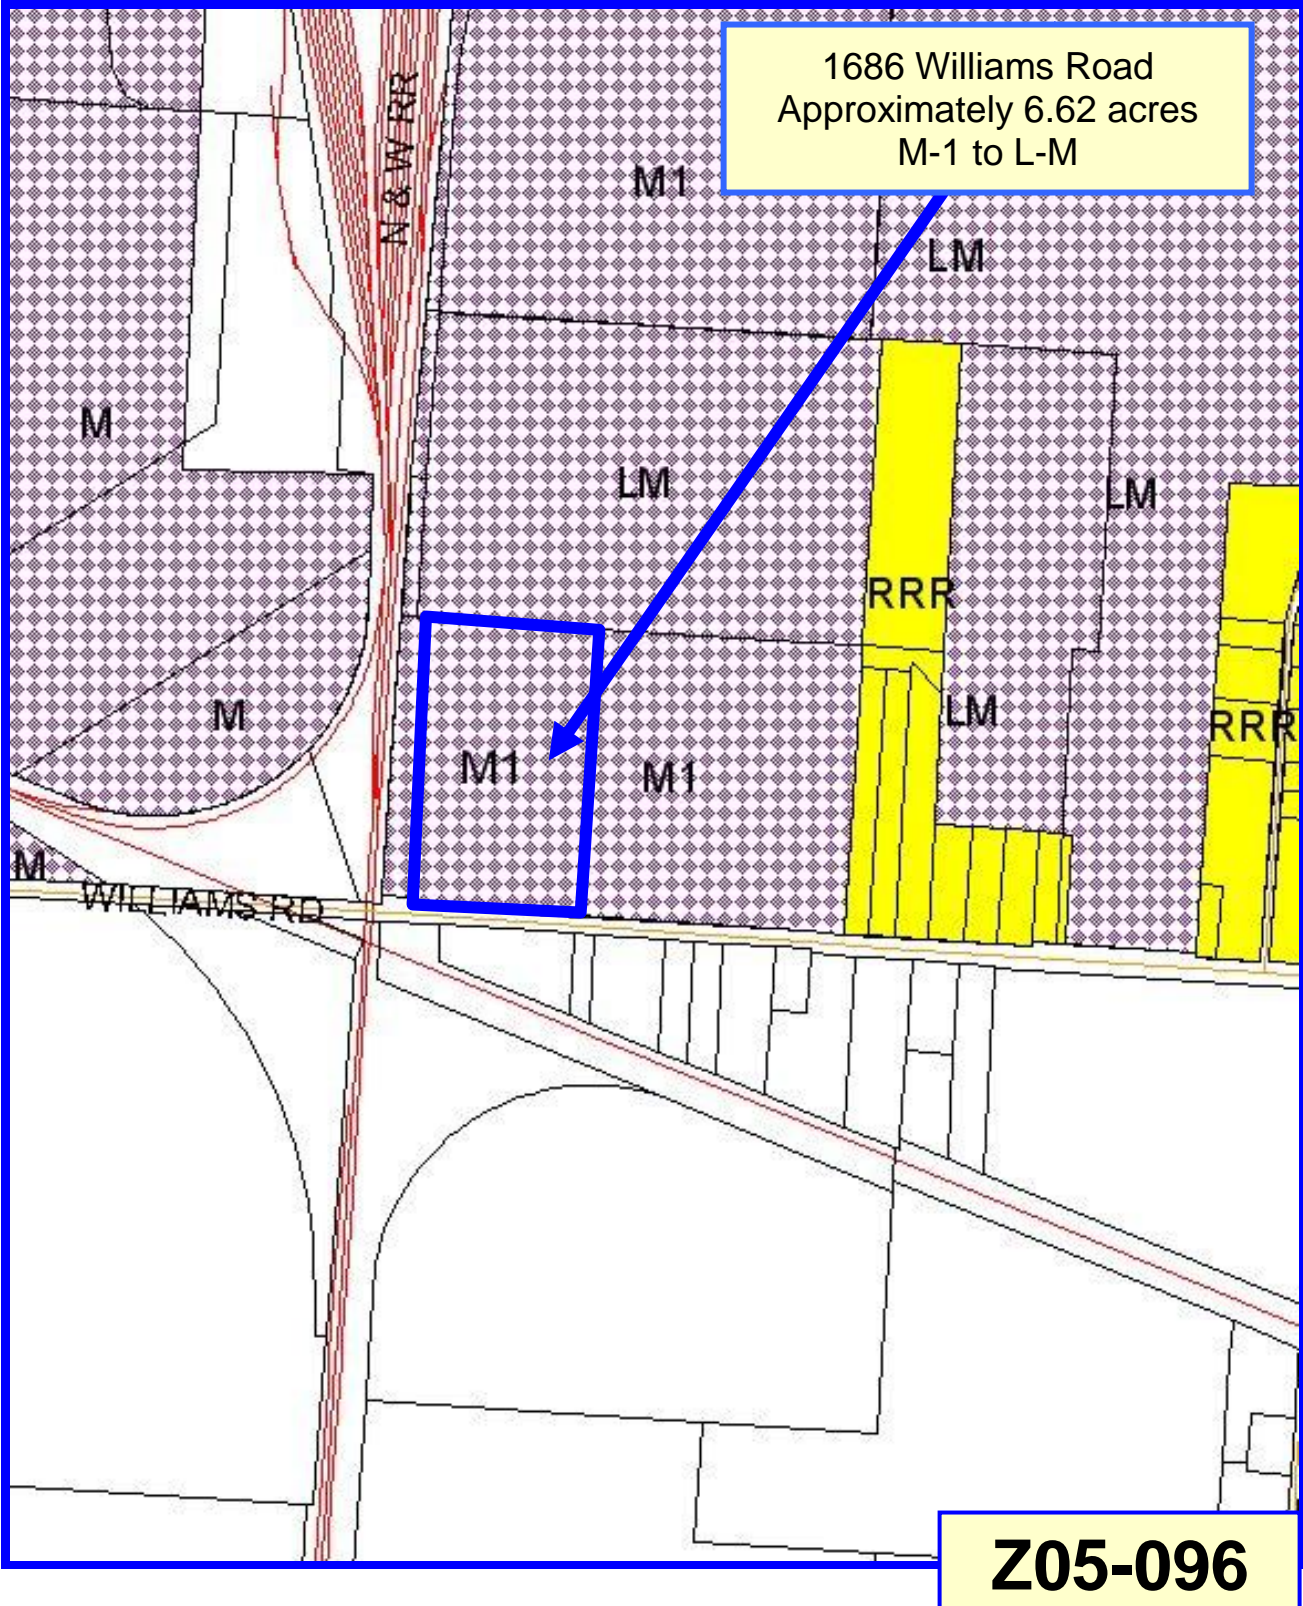 1686 Williams Road
Approximately 6.62 acres
M-1 to L-M
N & W RR
M1
LM
M
LM
LM
RRR
M
LM
RRR
M1
M1
M
WILLIAMS RD
Z05-096